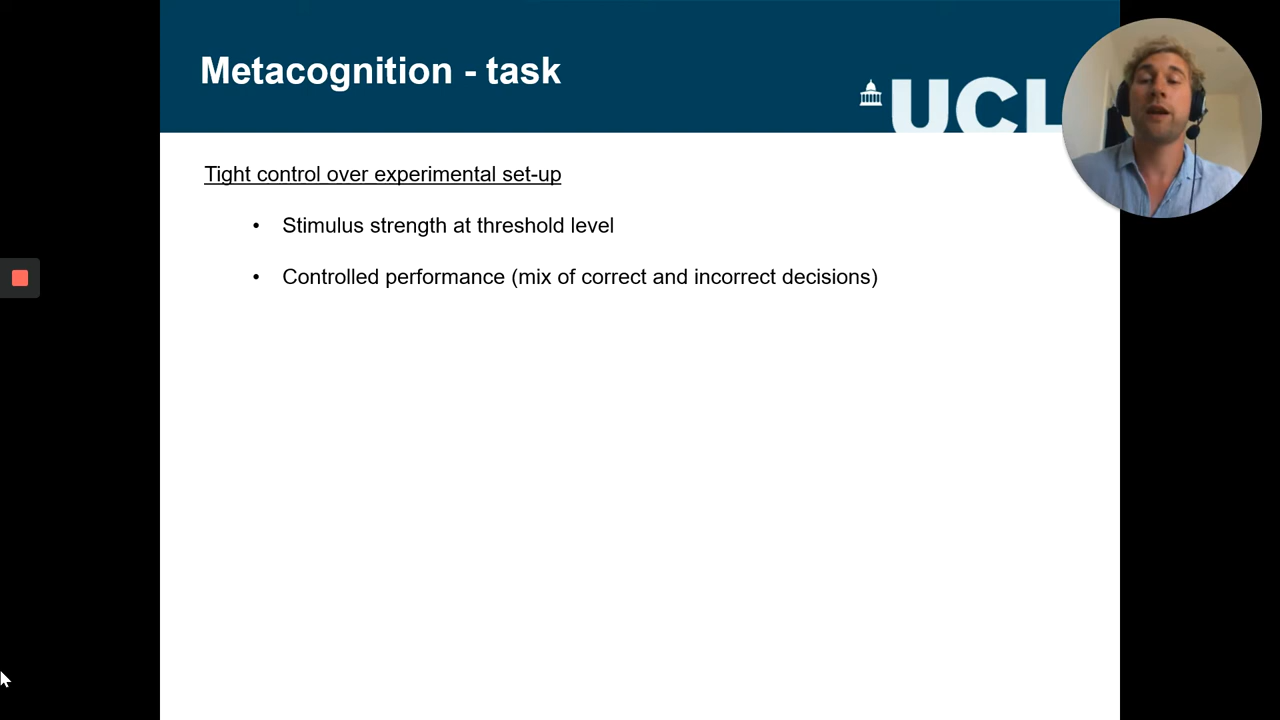 Metacognition - task
UCL
Tight control over experimental set-up
• Stimulus strength at threshold level
• Controlled performance (mix of correct and incorrect decisions)